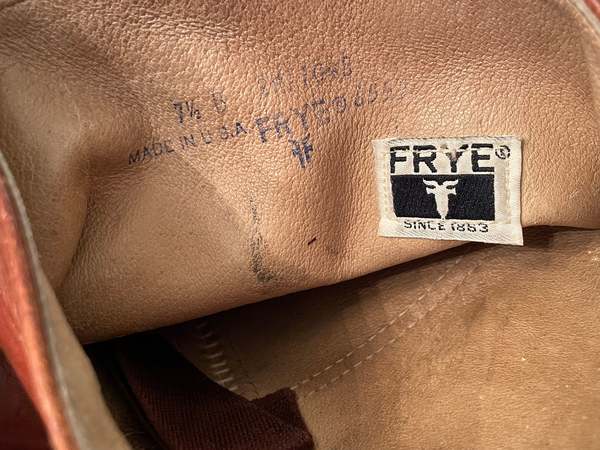 7½ B
MADE IN U.S.A. FRYE®
FRYE®
SINCE 1863